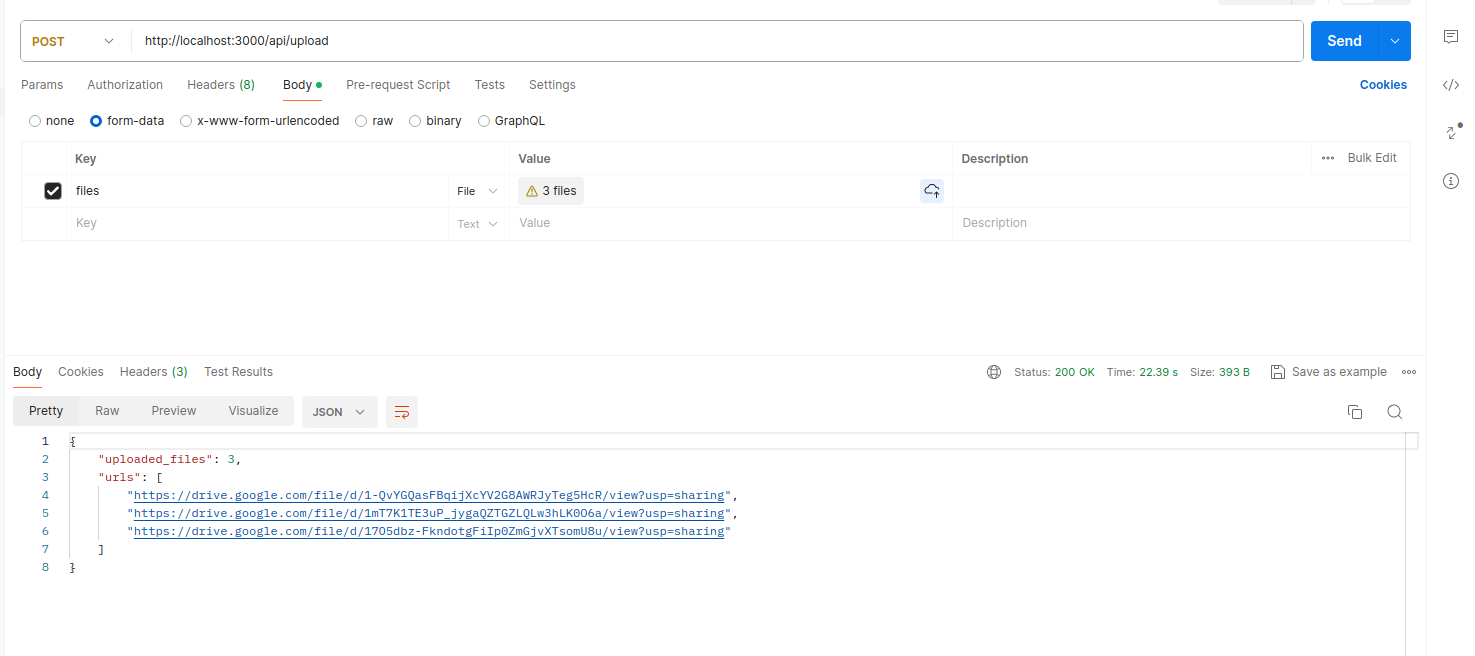 POST http://localhost:3000/api/upload Send
Params Authorization Headers (8) Body Pre-request Script Tests Settings Cookies
none form-data x-www-form-urlencoded raw binary GraphQL
Key Value Description Bulk Edit
files File 3 files
Key Text Value Description
Body Cookies Headers (3) Test Results Status: 200 OK Time: 22.39 s Size: 393 B Save as example
Pretty Raw Preview Visualize JSON
1 {
2 "uploaded_files": 3,
3 "urls": [
4 "https://drive.google.com/file/d/1-QvYGQasFBqijXcYV2G8AWRJyTeg5HcR/view?usp=sharing",
5 "https://drive.google.com/file/d/1mT7K1TE3uP_jygaQZTGZLQLw3hLK0O6a/view?usp=sharing",
6 "https://drive.google.com/file/d/17O5dbz-FkndotgFiIp0ZmGjvXTsomU8u/view?usp=sharing"
7 ]
8 }